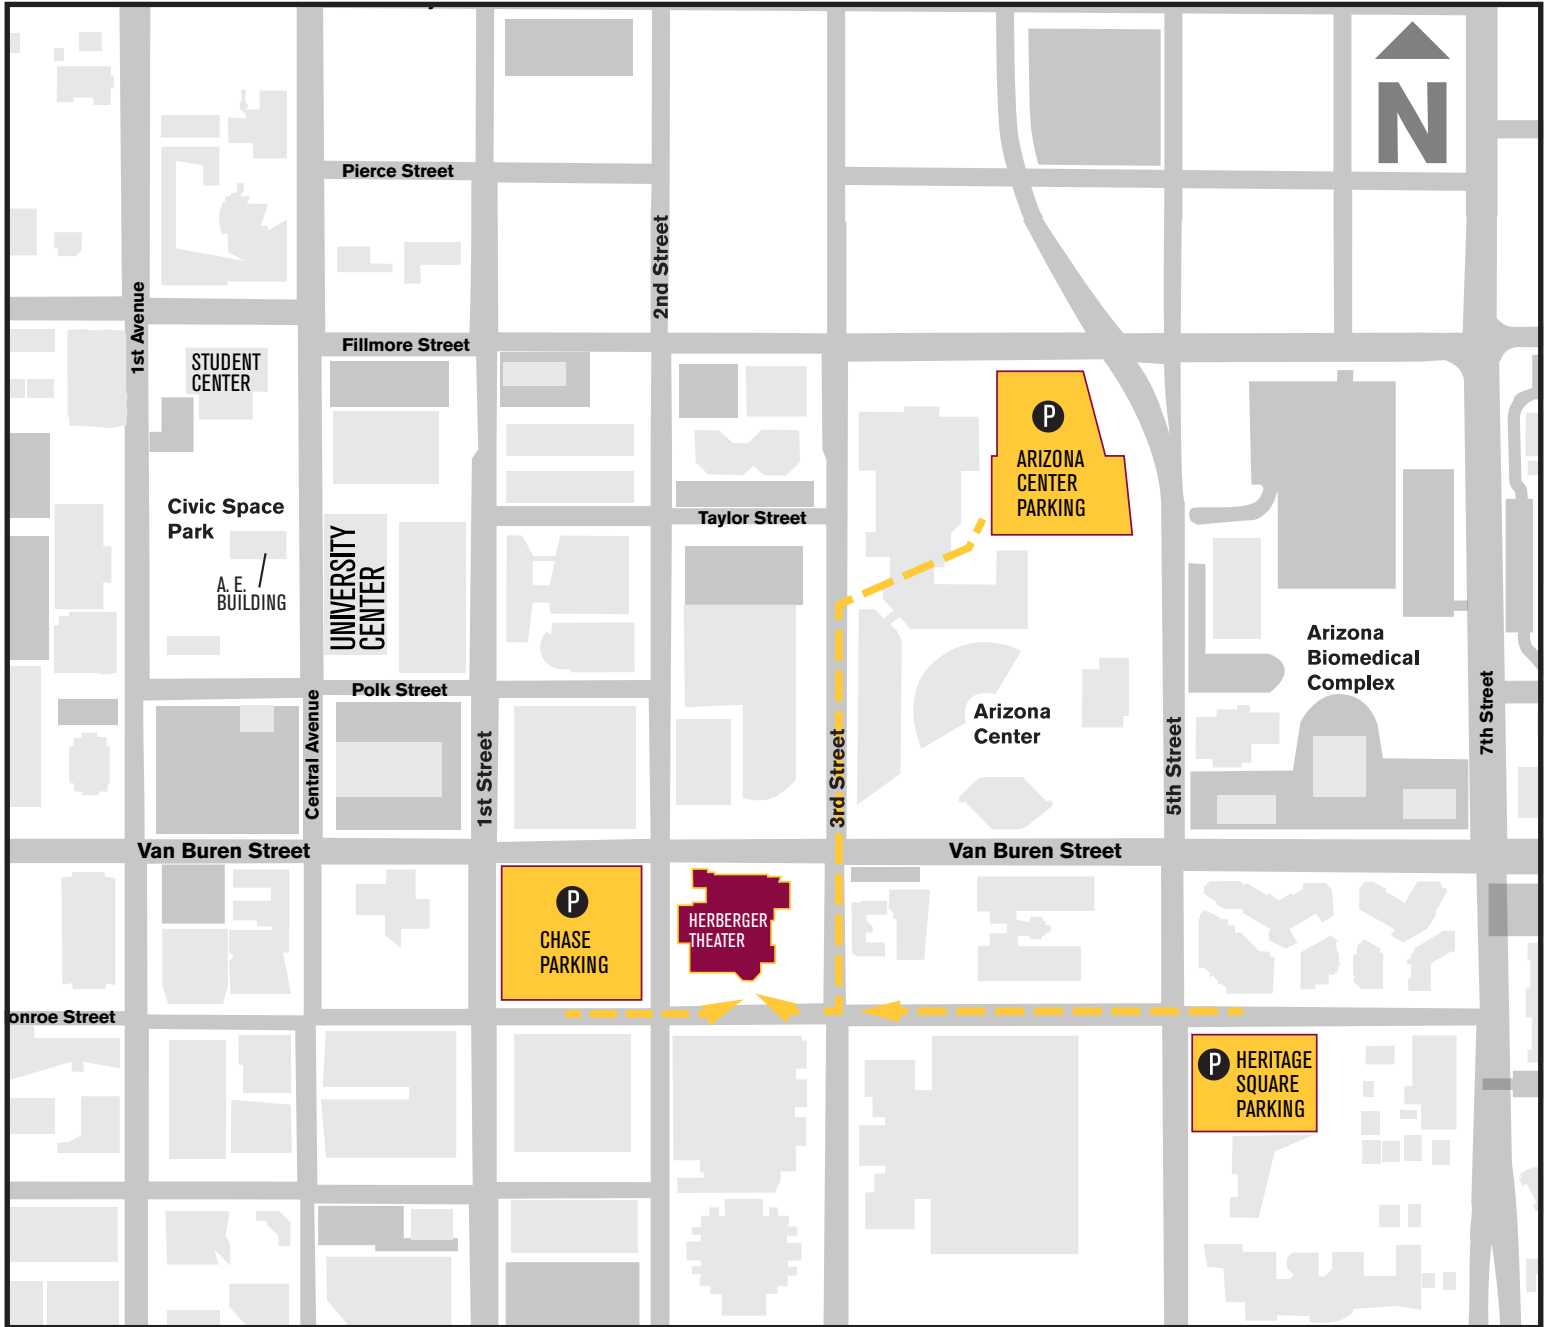 N
Pierce Street
2nd Street
1st Avenue
Fillmore Street
STUDENT
CENTER
P
ARIZONA
CENTER
PARKING
Civic Space
Park
Taylor Street
UNIVERSITY
CENTER
A. E.
BUILDING
Arizona
Biomedical
Complex
Polk Street
Central Avenue
1st Street
3rd Street
Arizona
Center
5th Street
7th Street
Van Buren Street
Van Buren Street
P
CHASE
PARKING
HERBERGER
THEATER
onroe Street
P
HERITAGE
SQUARE
PARKING